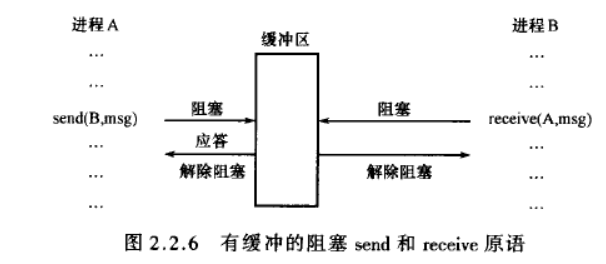 进程A
进程B
缓冲区
…
…
…
…
send(B,msg)
阻塞
阻塞
receive(A,msg)
…
应答
…
…
解除阻塞
解除阻塞
…
…
…
图 2.2.6 有缓冲的阻塞 send 和 receive 原语